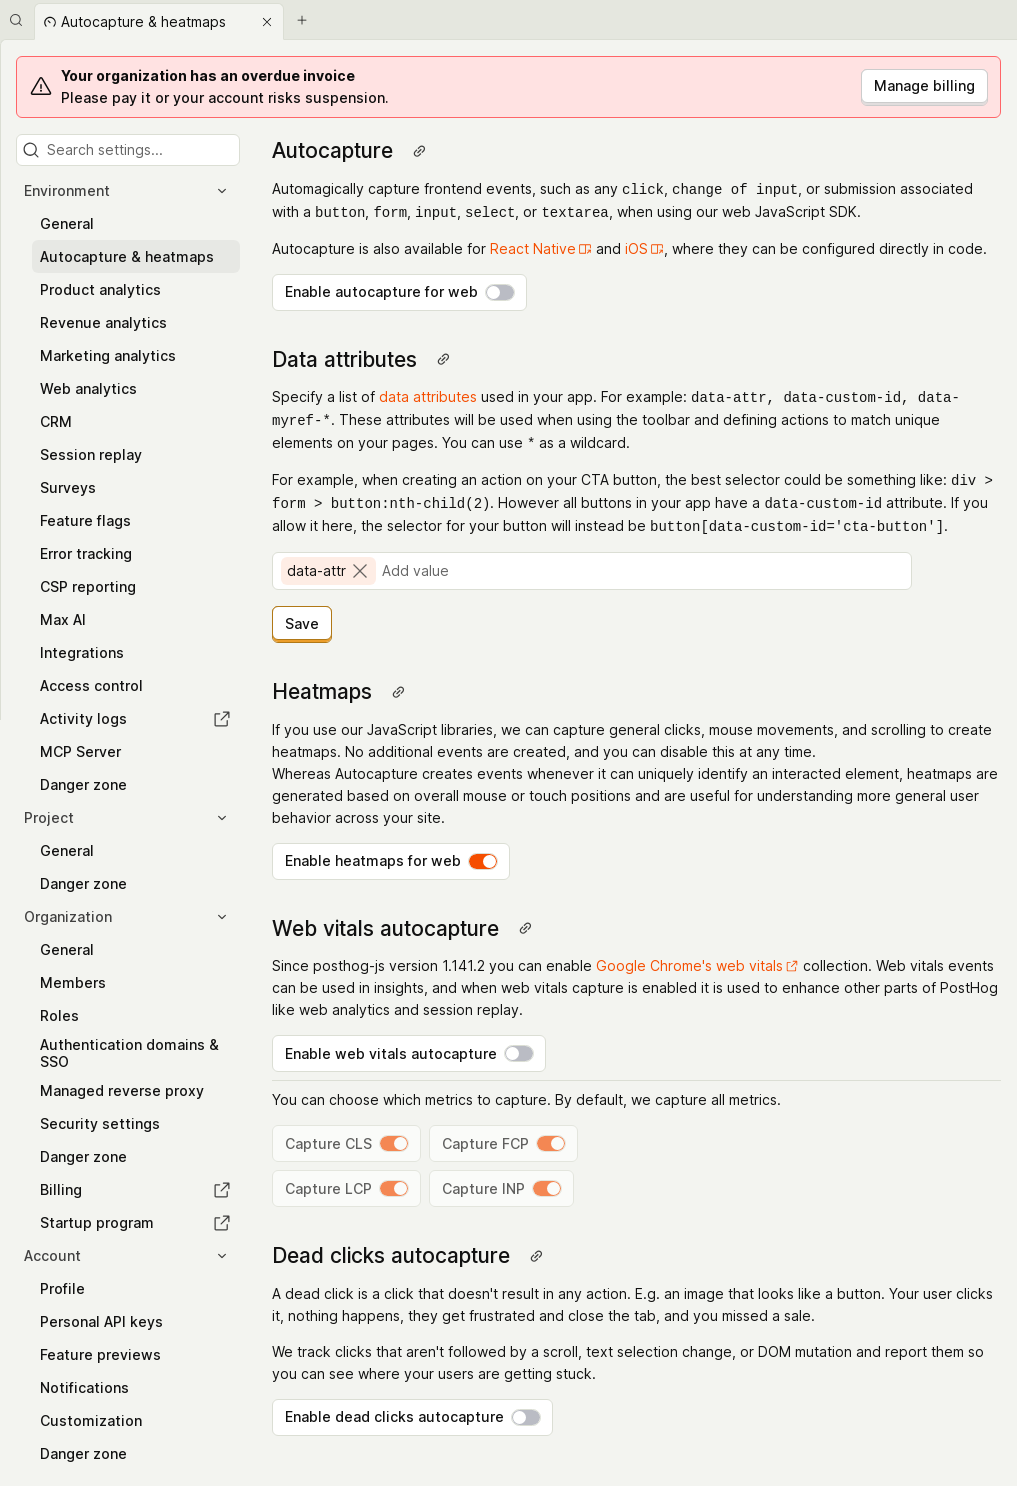 Autocapture & heatmaps
Your organization has an overdue invoice
Please pay it or your account risks suspension.
Manage billing
Search settings...
Environment
General
Autocapture & heatmaps
Product analytics
Revenue analytics
Marketing analytics
Web analytics
CRM
Session replay
Surveys
Feature flags
Error tracking
CSP reporting
Max AI
Integrations
Access control
Activity logs
MCP Server
Danger zone
Project
General
Danger zone
Organization
General
Members
Roles
Authentication domains &
SSO
Managed reverse proxy
Security settings
Danger zone
Billing
Startup program
Account
Profile
Personal API keys
Feature previews
Notifications
Customization
Danger zone
Autocapture
Automagically capture frontend events, such as any click, change of input, or submission associated
with a button, form, input, select, or textarea, when using our web JavaScript SDK.
Autocapture is also available for React Native and iOS, where they can be configured directly in code.
Enable autocapture for web
Data attributes
Specify a list of data attributes used in your app. For example: data-attr, data-custom-id, data-
myref-*. These attributes will be used when using the toolbar and defining actions to match unique
elements on your pages. You can use * as a wildcard.
For example, when creating an action on your CTA button, the best selector could be something like: div >
form > button:nth-child(2). However all buttons in your app have a data-custom-id attribute. If you
allow it here, the selector for your button will instead be button[data-custom-id='cta-button'].
data-attr Add value
Save
Heatmaps
If you use our JavaScript libraries, we can capture general clicks, mouse movements, and scrolling to create
heatmaps. No additional events are created, and you can disable this at any time.
Whereas Autocapture creates events whenever it can uniquely identify an interacted element, heatmaps are
generated based on overall mouse or touch positions and are useful for understanding more general user
behavior across your site.
Enable heatmaps for web
Web vitals autocapture
Since posthog-js version 1.141.2 you can enable Google Chrome's web vitals collection. Web vitals events
can be used in insights, and when web vitals capture is enabled it is used to enhance other parts of PostHog
like web analytics and session replay.
Enable web vitals autocapture
You can choose which metrics to capture. By default, we capture all metrics.
Capture CLS Capture FCP
Capture LCP Capture INP
Dead clicks autocapture
A dead click is a click that doesn't result in any action. E.g. an image that looks like a button. Your user clicks
it, nothing happens, they get frustrated and close the tab, and you missed a sale.
We track clicks that aren't followed by a scroll, text selection change, or DOM mutation and report them so
you can see where your users are getting stuck.
Enable dead clicks autocapture